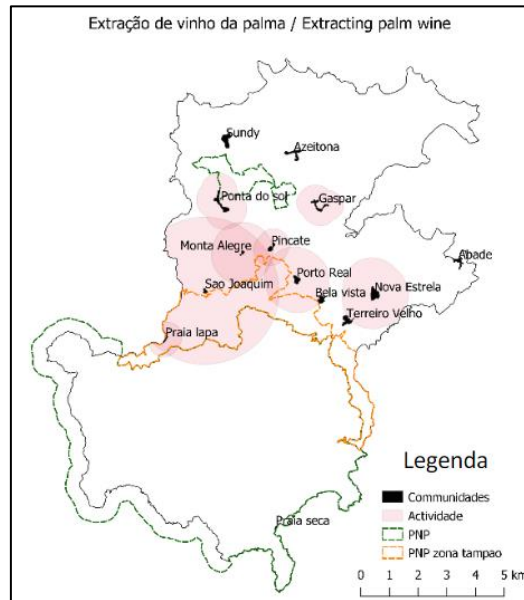 Extração de vinho da palma / Extracting palm wine
Sundy
Azeitona
Ponta do sol
Gaspar
Monta Alegre
Pincate
Abade
Sao Joaquim
Porto Real
Bela vista
Nova Estrela
Terreiro Velho
Praia lapa
Praia seca
Legenda
Communidades
Actividade
PNP
PNP zona tampao
0 1 2 3 4 5 km